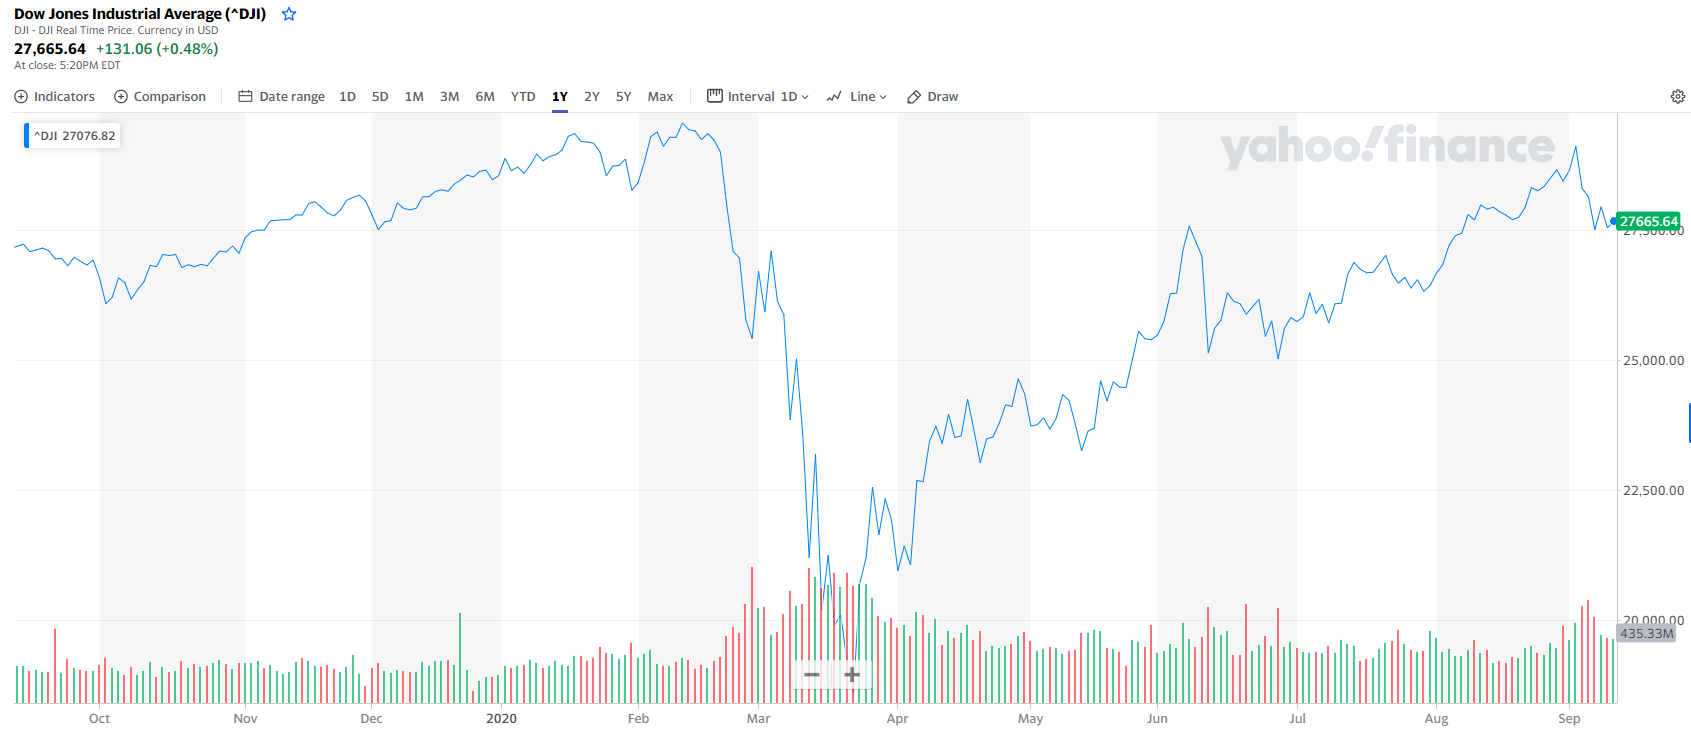 Dow Jones Industrial Average (^DJI)
DJI - DJI Real Time Price. Currency in USD
27,665.64 +131.06 (+0.48%)
At close: 5:20PM EDT
Indicators Comparison Date range 1D 5D 1M 3M 6M YTD 1Y 2Y 5Y Max Interval 1D Line Draw
^DJI 27076.82
yahoo!finance
27665.64
27,500.00
25,000.00
22,500.00
20,000.00
435.33M
Oct Nov Dec 2020 Feb Mar Apr May Jun Jul Aug Sep